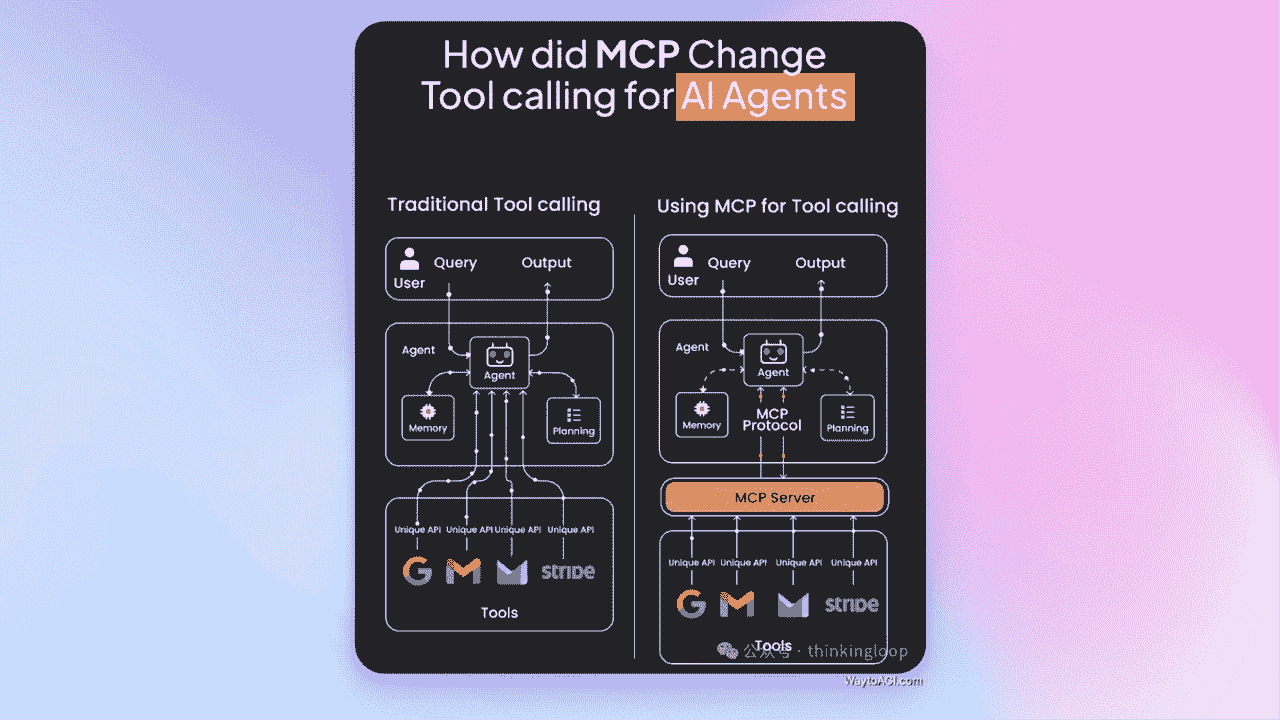 How did MCP Change
Tool calling for AI Agents
Traditional Tool calling
User
Query
Output
Agent
Agent
Memory
Planning
Unique API
Unique API
Unique API
Unique API
stripe
Tools
Using MCP for Tool calling
User
Query
Output
Agent
Agent
Memory
MCP
Protocol
Planning
MCP Server
Unique API
Unique API
Unique API
Unique API
stripe
Tools
公众号 · thinkingloop
WaytoAGI.com